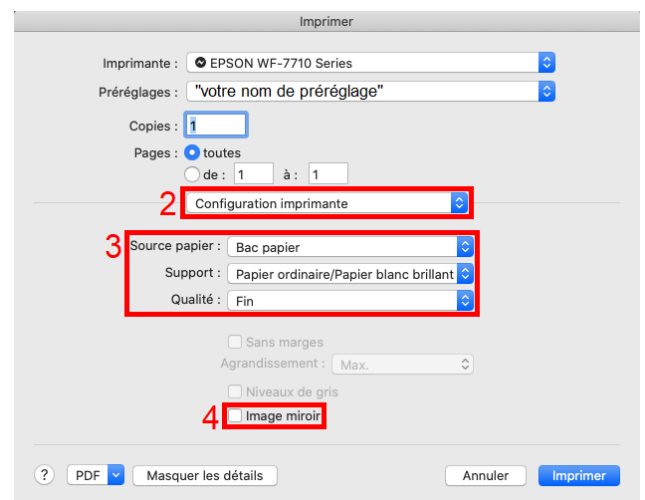 Imprimer
Imprimante : EPSON WF-7710 Series
Préréglages : "votre nom de préréglage"
Copies : 1
Pages : toutes
de : 1 à : 1
2 Configuration imprimante
3 Source papier : Bac papier
Support : Papier ordinaire/Papier blanc brillant
Qualité : Fin
Sans marges
Agrandissement : Max.
Niveaux de gris
4 Image miroir
? PDF Masquer les détails Annuler Imprimer